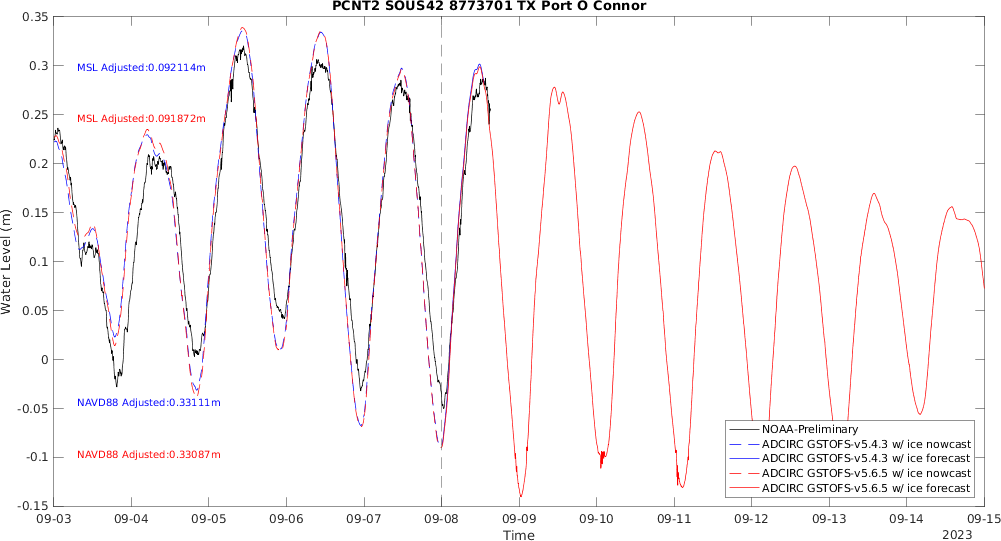 PCNT2 SOUS42 8773701 TX Port O Connor
0.35
0.3
0.25
0.2
0.15
0.1
0.05
0
-0.05
-0.1
-0.15
Water Level (m)
MSL Adjusted:0.092114m
MSL Adjusted:0.091872m
NAVD88 Adjusted:0.33111m
NAVD88 Adjusted:0.33087m
NOAA-Preliminary
ADCIRC GSTOFS-v5.4.3 w/ ice nowcast
ADCIRC GSTOFS-v5.4.3 w/ ice forecast
ADCIRC GSTOFS-v5.6.5 w/ ice nowcast
ADCIRC GSTOFS-v5.6.5 w/ ice forecast
09-03 09-04 09-05 09-06 09-07 09-08 09-09 09-10 09-11 09-12 09-13 09-14 09-15
Time
2023